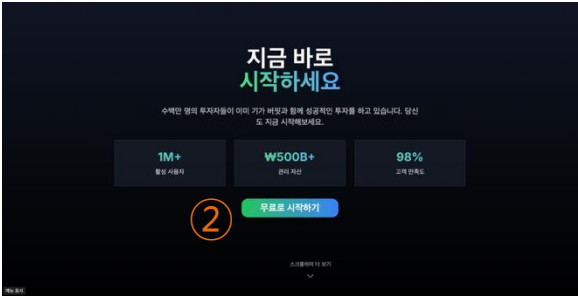 지금 바로
시작하세요
수백만 명의 투자자들이 이미 기가 버핏과 함께 성공적인 투자를 하고 있습니다. 당신
도 지금 시작해보세요.
1M+ ₩500B+ 98%
활성 사용자 관리 자산 고객 만족도
② 무료로 시작하기
스크롤하여 더 보기
메뉴 표시